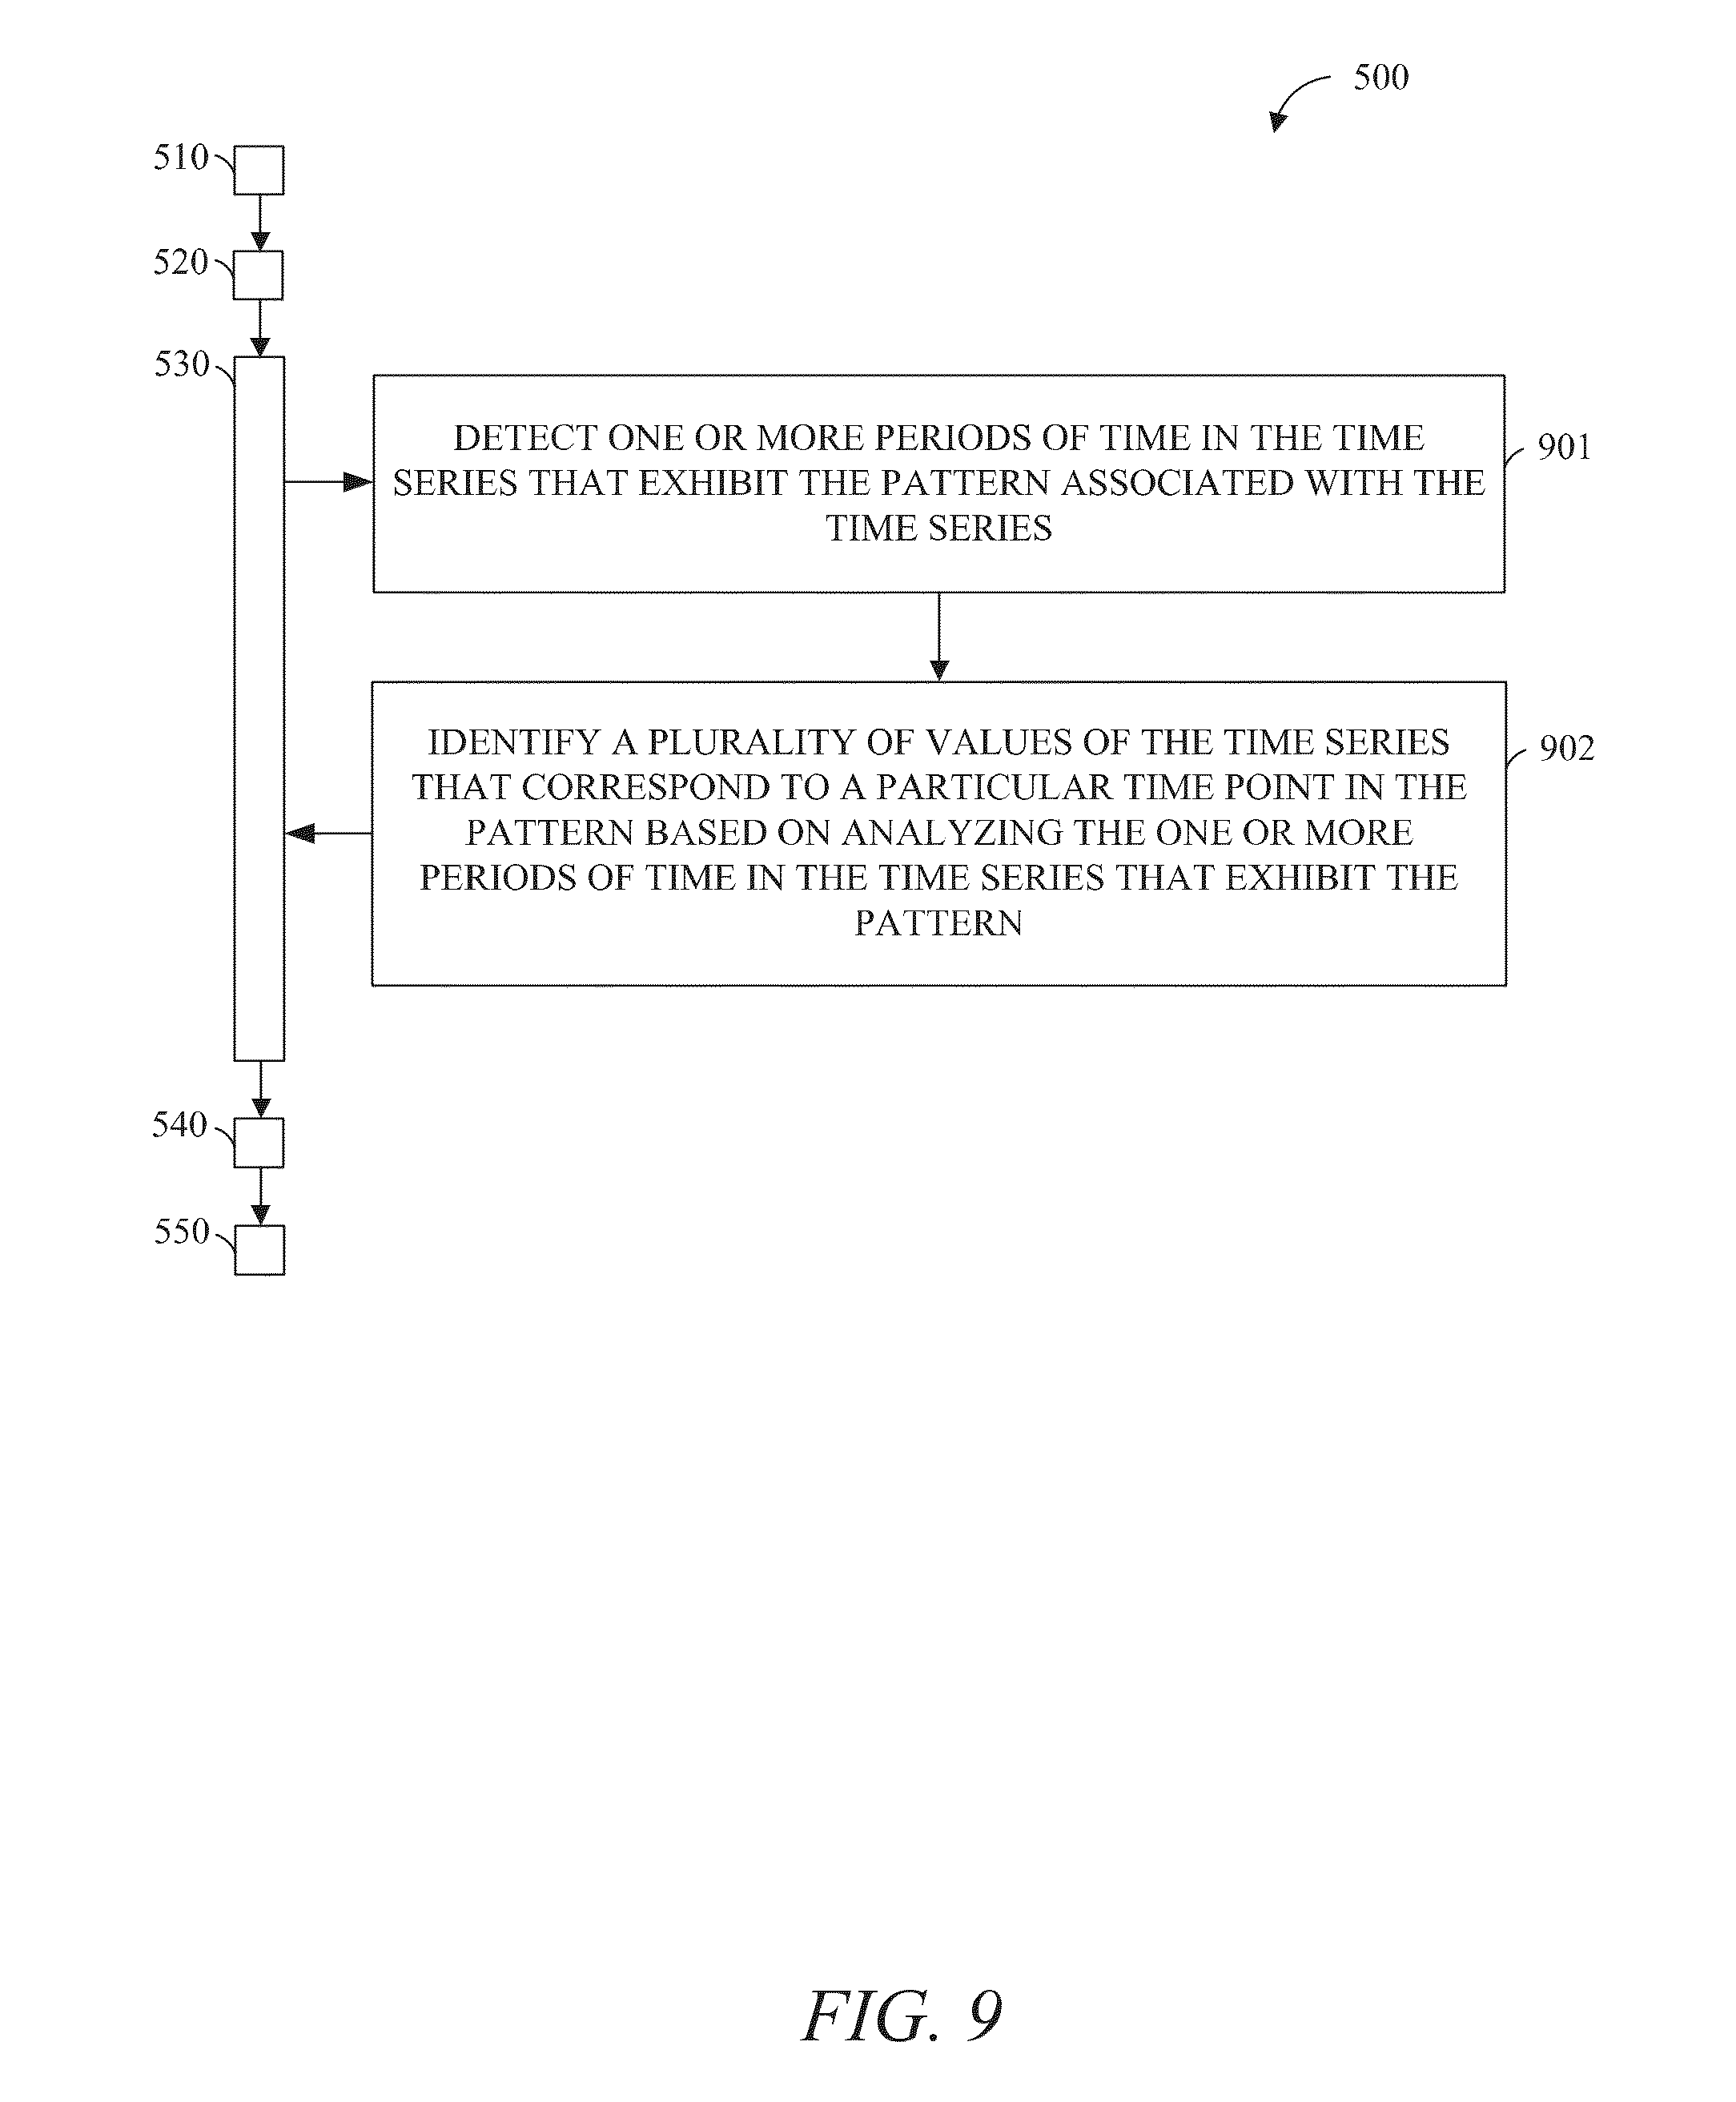 500
510
520
530
DETECT ONE OR MORE PERIODS OF TIME IN THE TIME
SERIES THAT EXHIBIT THE PATTERN ASSOCIATED WITH THE
TIME SERIES
901
IDENTIFY A PLURALITY OF VALUES OF THE TIME SERIES
THAT CORRESPOND TO A PARTICULAR TIME POINT IN THE
PATTERN BASED ON ANALYZING THE ONE OR MORE
PERIODS OF TIME IN THE TIME SERIES THAT EXHIBIT THE
PATTERN
902
540
550
FIG. 9